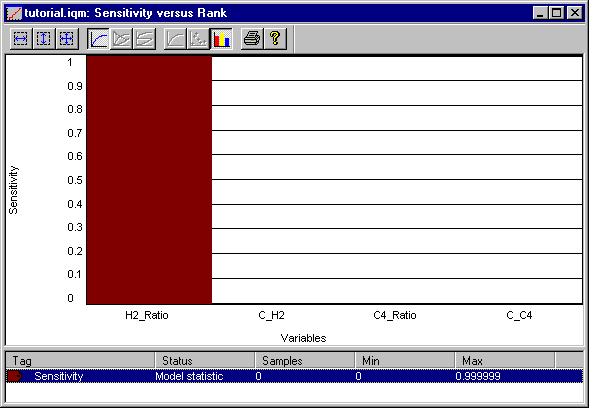 tutorial.iqm: Sensitivity versus Rank
1
0.9
0.8
0.7
0.6
0.5
0.4
0.3
0.2
0.1
0
Sensitivity
H2_Ratio C_H2 C4_Ratio C_C4
Variables
Tag Status Samples Min Max
Sensitivity Model statistic 0 0 0.999999